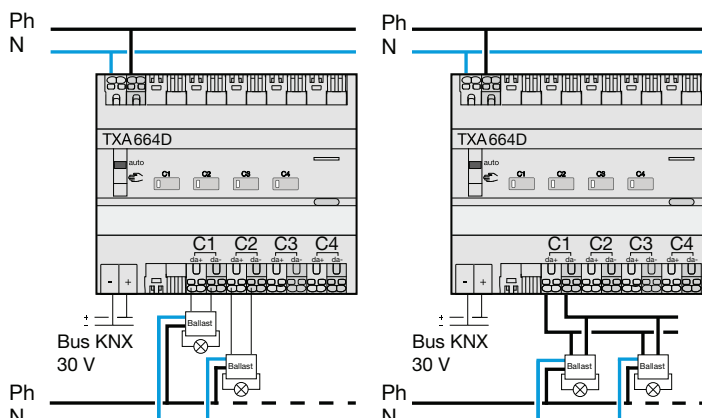 Ph Ph
N N
TXA664D TXA664D
auto auto
C1 C2 C3 C4 C1 C2 C3 C4
C1 C2 C3 C4 C1 C2 C3 C4
da+ da- da+ da- da+ da- da+ da- da+ da- da+ da- da+ da- da+ da-
- + - +
+ +
- -
Bus KNX Ballast Bus KNX
30 V Ballast 30 V Ballast Ballast
Ph Ph
N N